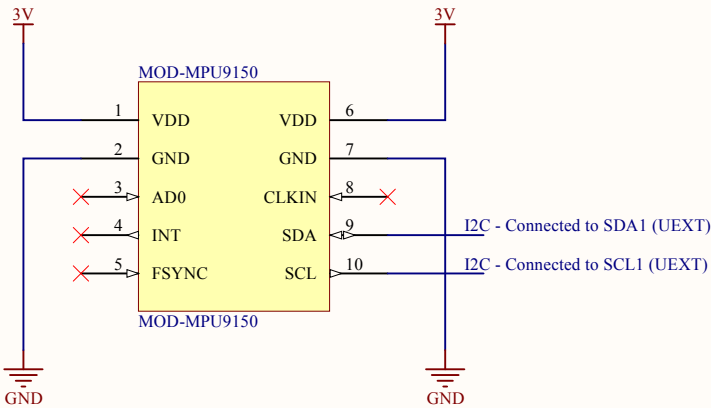 3V 3V
MOD-MPU9150
1 VDD VDD 6
2 GND GND 7
3 AD0 CLKIN 8
4 INT SDA 9 I2C - Connected to SDA1 (UEXT)
5 FSYNC SCL 10 I2C - Connected to SCL1 (UEXT)
MOD-MPU9150
GND GND